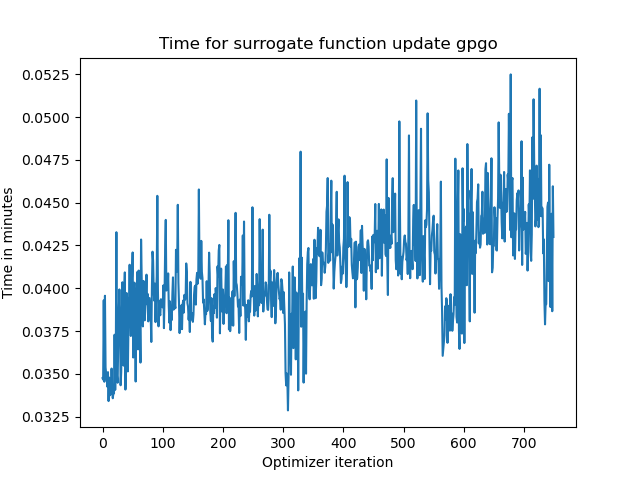 Time for surrogate function update gpgo
0.0525
0.0500
0.0475
0.0450
0.0425
0.0400
0.0375
0.0350
0.0325
Time in minutes
0 100 200 300 400 500 600 700
Optimizer iteration